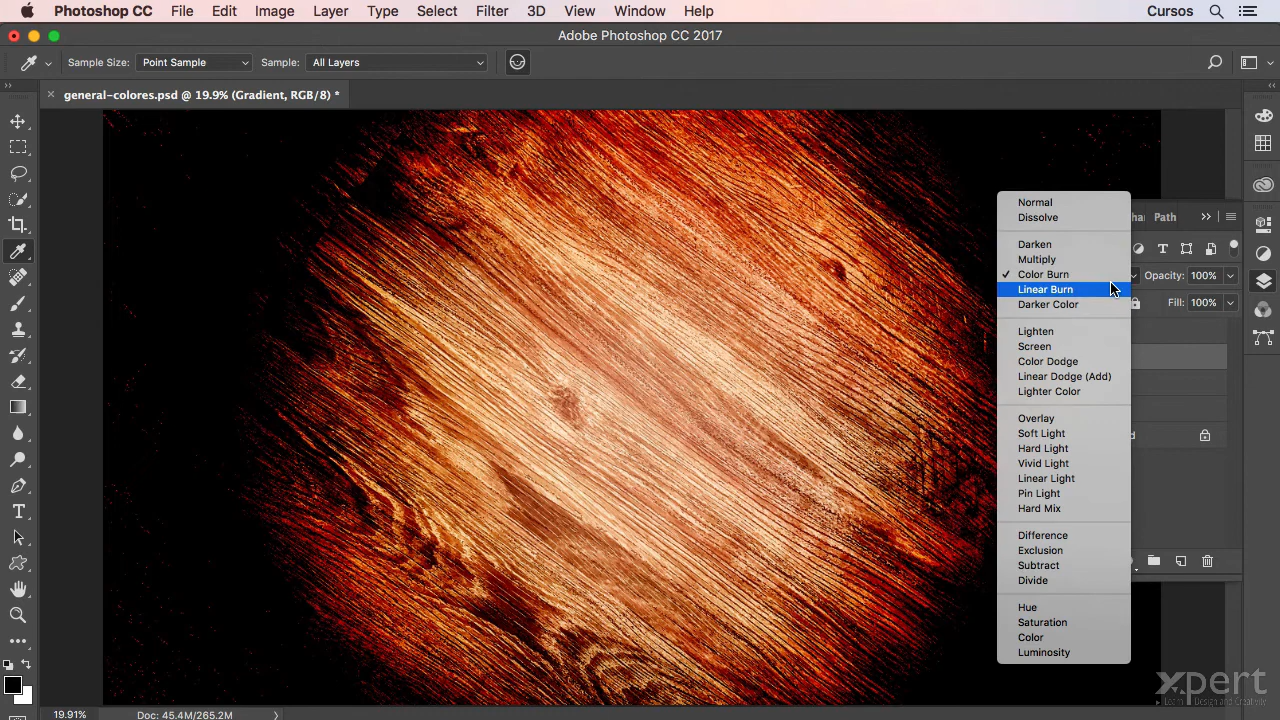 Photoshop CC File Edit Image Layer Type Select Filter 3D View Window Help Cursos
Adobe Photoshop CC 2017
Sample Size: Point Sample Sample: All Layers
× general-colores.psd @ 19.9% (Gradient, RGB/8) *
Normal
Dissolve
Path
Darken
Multiply
✓ Color Burn
Opacity: 100%
Linear Burn
Darker Color
Fill: 100%
Lighten
Screen
Color Dodge
Linear Dodge (Add)
Lighter Color
Overlay
Soft Light
Hard Light
Vivid Light
Linear Light
Pin Light
Hard Mix
Difference
Exclusion
Subtract
Divide
Hue
Saturation
Color
Luminosity
xpert
Learn Design and Creativity
19.91% Doc: 45.4M/265.2M